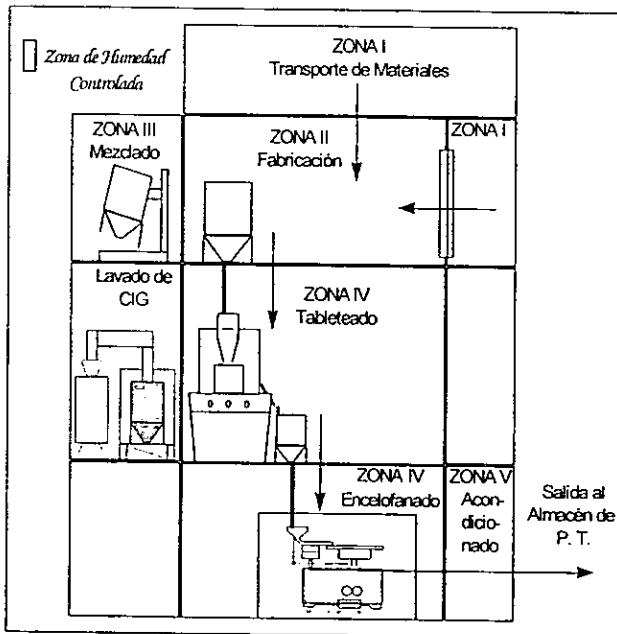 Zona de Humedad
Controlada
ZONA I
Transporte de Materiales
ZONA III
Mezclado
ZONA II
Fabricación
ZONA I
Lavado de
CIG
ZONA IV
Tableteado
ZONA IV
Encelofanado
ZONA V
Acon-
dicio-
nado
Salida al
Almacén de
P. T.